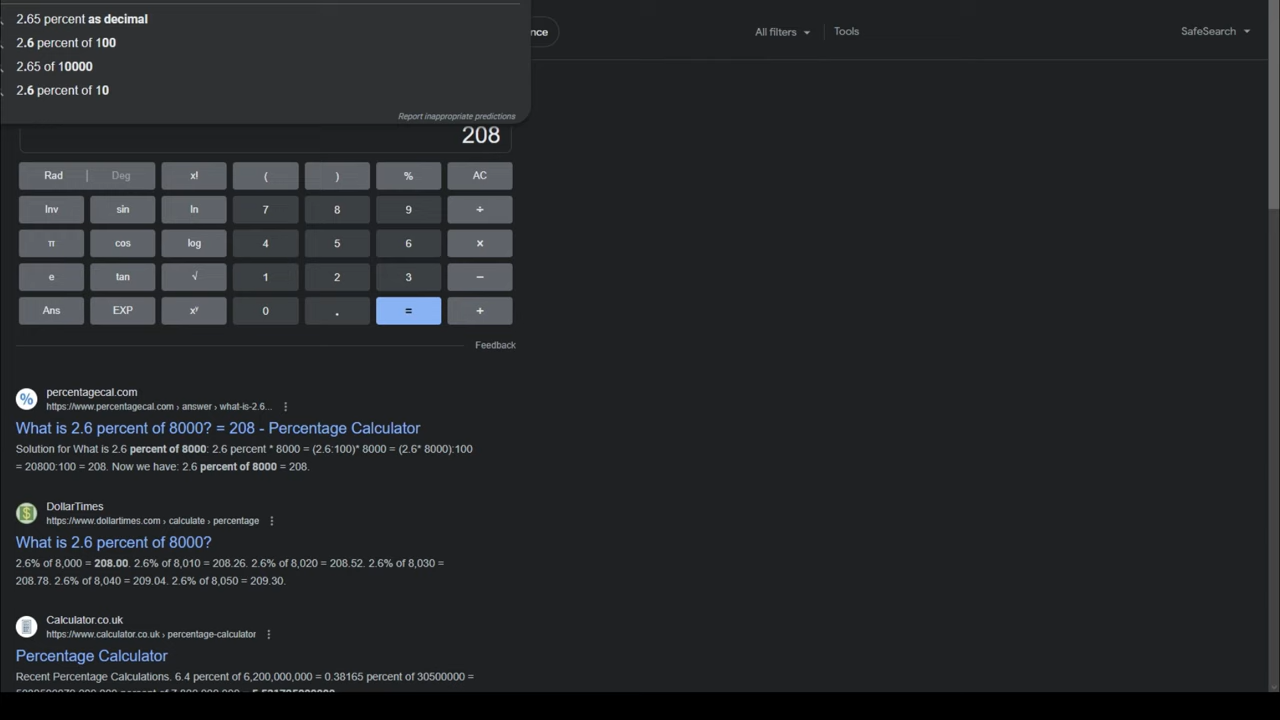 2.65 percent as decimal
2.6 percent of 100
2.65 of 10000
2.6 percent of 10
nce
All filters
Tools
SafeSearch
Report inappropriate predictions
208
Rad | Deg x! ( ) % AC
Inv sin ln 7 8 9 ÷
π cos log 4 5 6 ×
e tan √ 1 2 3 −
Ans EXP xʸ 0 . = +
Feedback
percentagecal.com
https://www.percentagecal.com › answer › what-is-2.6...
What is 2.6 percent of 8000? = 208 - Percentage Calculator
Solution for What is 2.6 percent of 8000: 2.6 percent * 8000 = (2.6:100)* 8000 = (2.6* 8000):100
= 20800:100 = 208. Now we have: 2.6 percent of 8000 = 208.
DollarTimes
https://www.dollartimes.com › calculate › percentage
What is 2.6 percent of 8000?
2.6% of 8,000 = 208.00. 2.6% of 8,010 = 208.26. 2.6% of 8,020 = 208.52. 2.6% of 8,030 =
208.78. 2.6% of 8,040 = 209.04. 2.6% of 8,050 = 209.30.
Calculator.co.uk
https://www.calculator.co.uk › percentage-calculator
Percentage Calculator
Recent Percentage Calculations. 6.4 percent of 6,200,000,000 = 0.38165 percent of 30500000 =